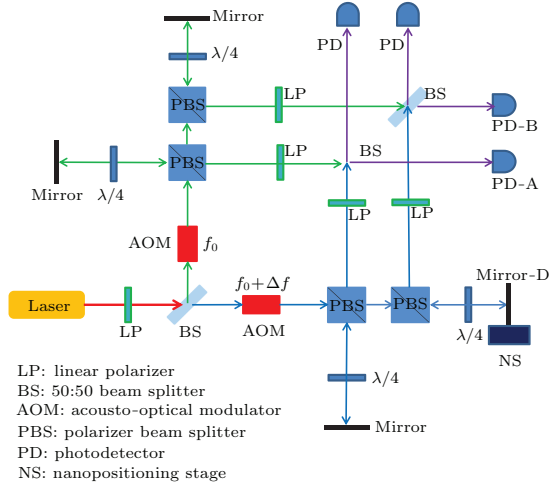 Mirror
PD
PD
λ/4
LP
BS
PBS
PD-B
LP
BS
PBS
PD-A
Mirror
λ/4
LP
LP
AOM
f₀
f₀+Δf
Mirror-D
Laser
PBS
PBS
LP
BS
AOM
λ/4
NS
λ/4
Mirror
LP: linear polarizer
BS: 50:50 beam splitter
AOM: acousto-optical modulator
PBS: polarizer beam splitter
PD: photodetector
NS: nanopositioning stage